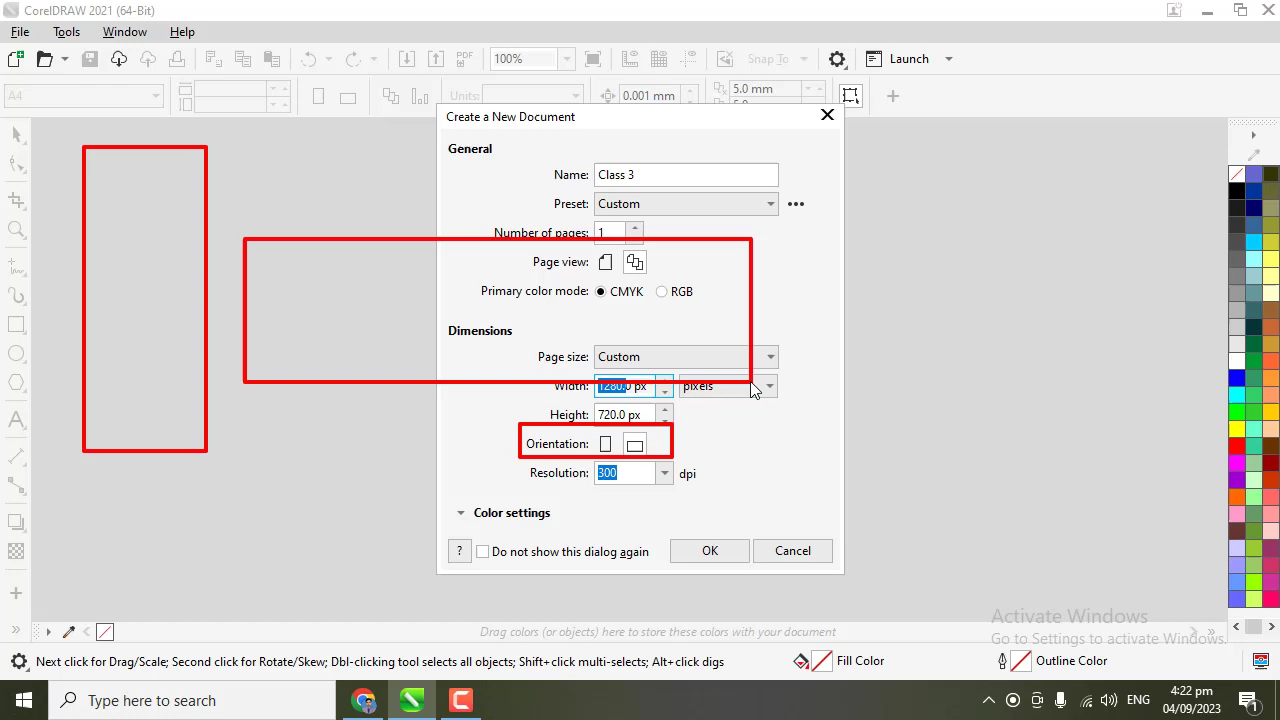 CorelDRAW 2021 (64-Bit)
File Tools Window Help
PDF 100% Snap To Launch
A4 Units: 0.001 mm 5.0 mm
Create a New Document
General
Name: Class 3
Preset: Custom
Number of pages: 1
Page view:
Primary color mode: CMYK RGB
Dimensions
Page size: Custom
Width: 1280.0 px pixels
Height: 720.0 px
Orientation:
Resolution: 300 dpi
Color settings
? Do not show this dialog again OK Cancel
Activate Windows
Go to Settings to activate Windows.
Drag colors (or objects) here to store these colors with your document
Next click for Drag/Scale; Second click for Rotate/Skew; Dbl-clicking tool selects all objects; Shift+click multi-selects; Alt+click digs
Fill Color
Outline Color
Type here to search
ENG
4:22 pm
04/09/2023
1